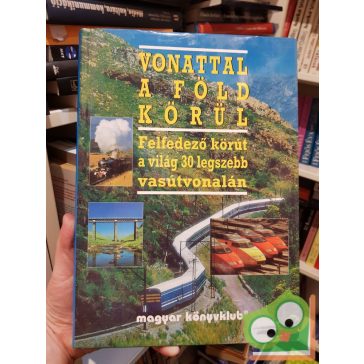 VONATTAL
A FÖLD
KÖRÜL
Felfedező körút
a világ 30 legszebb
vasútvonalán
magyar könyvklub